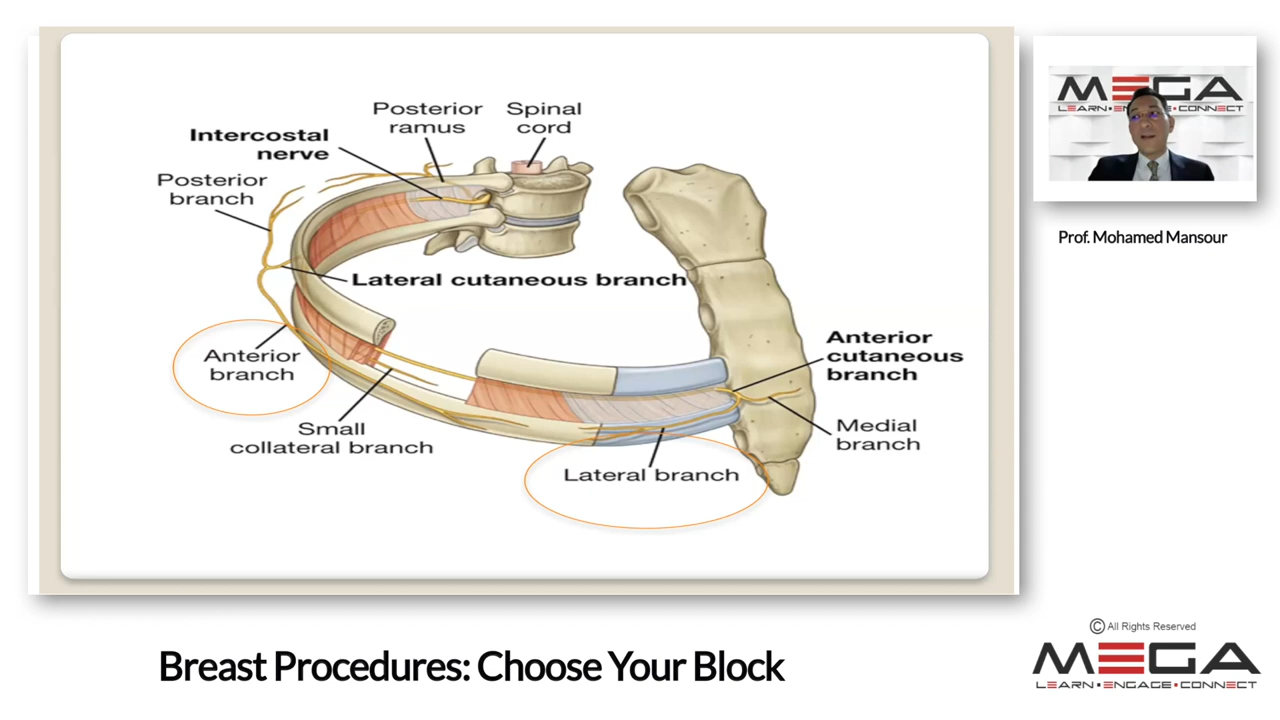 Posterior
ramus
Spinal
cord
Intercostal
nerve
Posterior
branch
Lateral cutaneous branch
Anterior
branch
Small
collateral branch
Anterior
cutaneous
branch
Medial
branch
Lateral branch
MEGA
LEARN•ENGAGE•CONNECT
Prof. Mohamed Mansour
Breast Procedures: Choose Your Block
© All Rights Reserved
MEGA
LEARN•ENGAGE•CONNECT